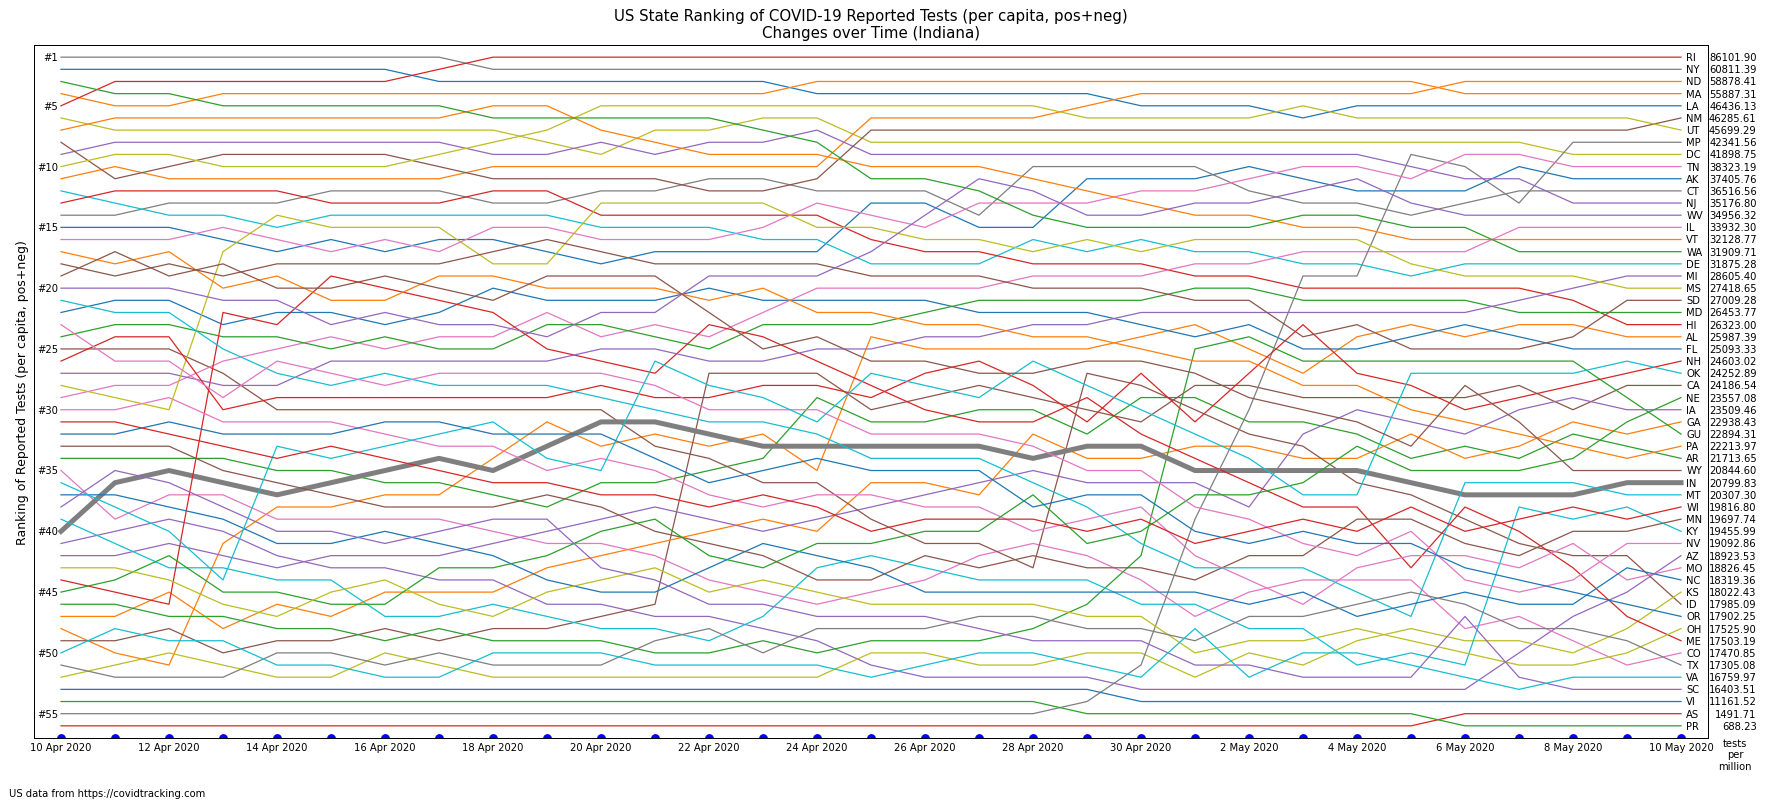 US State Ranking of COVID-19 Reported Tests (per capita, pos+neg)
Changes over Time (Indiana)
Ranking of Reported Tests (per capita, pos+neg)
#1
#5
#10
#15
#20
#25
#30
#35
#40
#45
#50
#55
RI 86101.90
NY 60811.39
ND 58878.41
MA 55887.31
LA 46436.13
NM 46285.61
UT 45699.29
MP 42341.56
DC 41898.75
TN 38323.19
AK 37405.76
CT 36516.56
NJ 35176.80
WV 34956.32
IL 33932.30
VT 32128.77
WA 31909.71
DE 31875.28
MI 28605.40
MS 27418.65
SD 27009.28
MD 26453.77
HI 26323.00
AL 25987.39
FL 25093.33
NH 24603.02
OK 24252.89
CA 24186.54
NE 23557.08
IA 23509.46
GA 22938.43
GU 22894.31
PA 22213.97
AR 21713.65
WY 20844.60
IN 20799.83
MT 20307.30
WI 19816.80
MN 19697.74
KY 19455.99
NV 19092.86
AZ 18923.53
MO 18826.45
NC 18319.36
KS 18022.43
ID 17985.09
OR 17902.25
OH 17525.90
ME 17503.19
CO 17470.85
TX 17305.08
VA 16759.97
SC 16403.51
VI 11161.52
AS 1491.71
PR 688.23
10 Apr 2020 12 Apr 2020 14 Apr 2020 16 Apr 2020 18 Apr 2020 20 Apr 2020 22 Apr 2020 24 Apr 2020 26 Apr 2020 28 Apr 2020 30 Apr 2020 2 May 2020 4 May 2020 6 May 2020 8 May 2020 10 May 2020
tests
per
million
US data from https://covidtracking.com